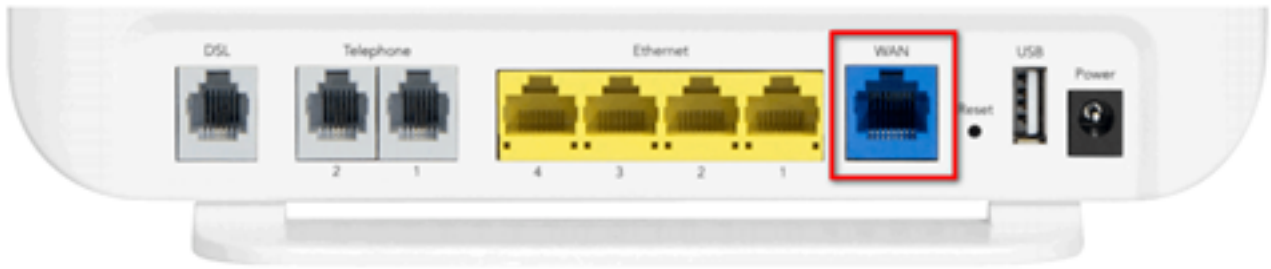 DSL
Telephone
Ethernet
WAN
USB
Power
Reset
2 1
4 3 2 1